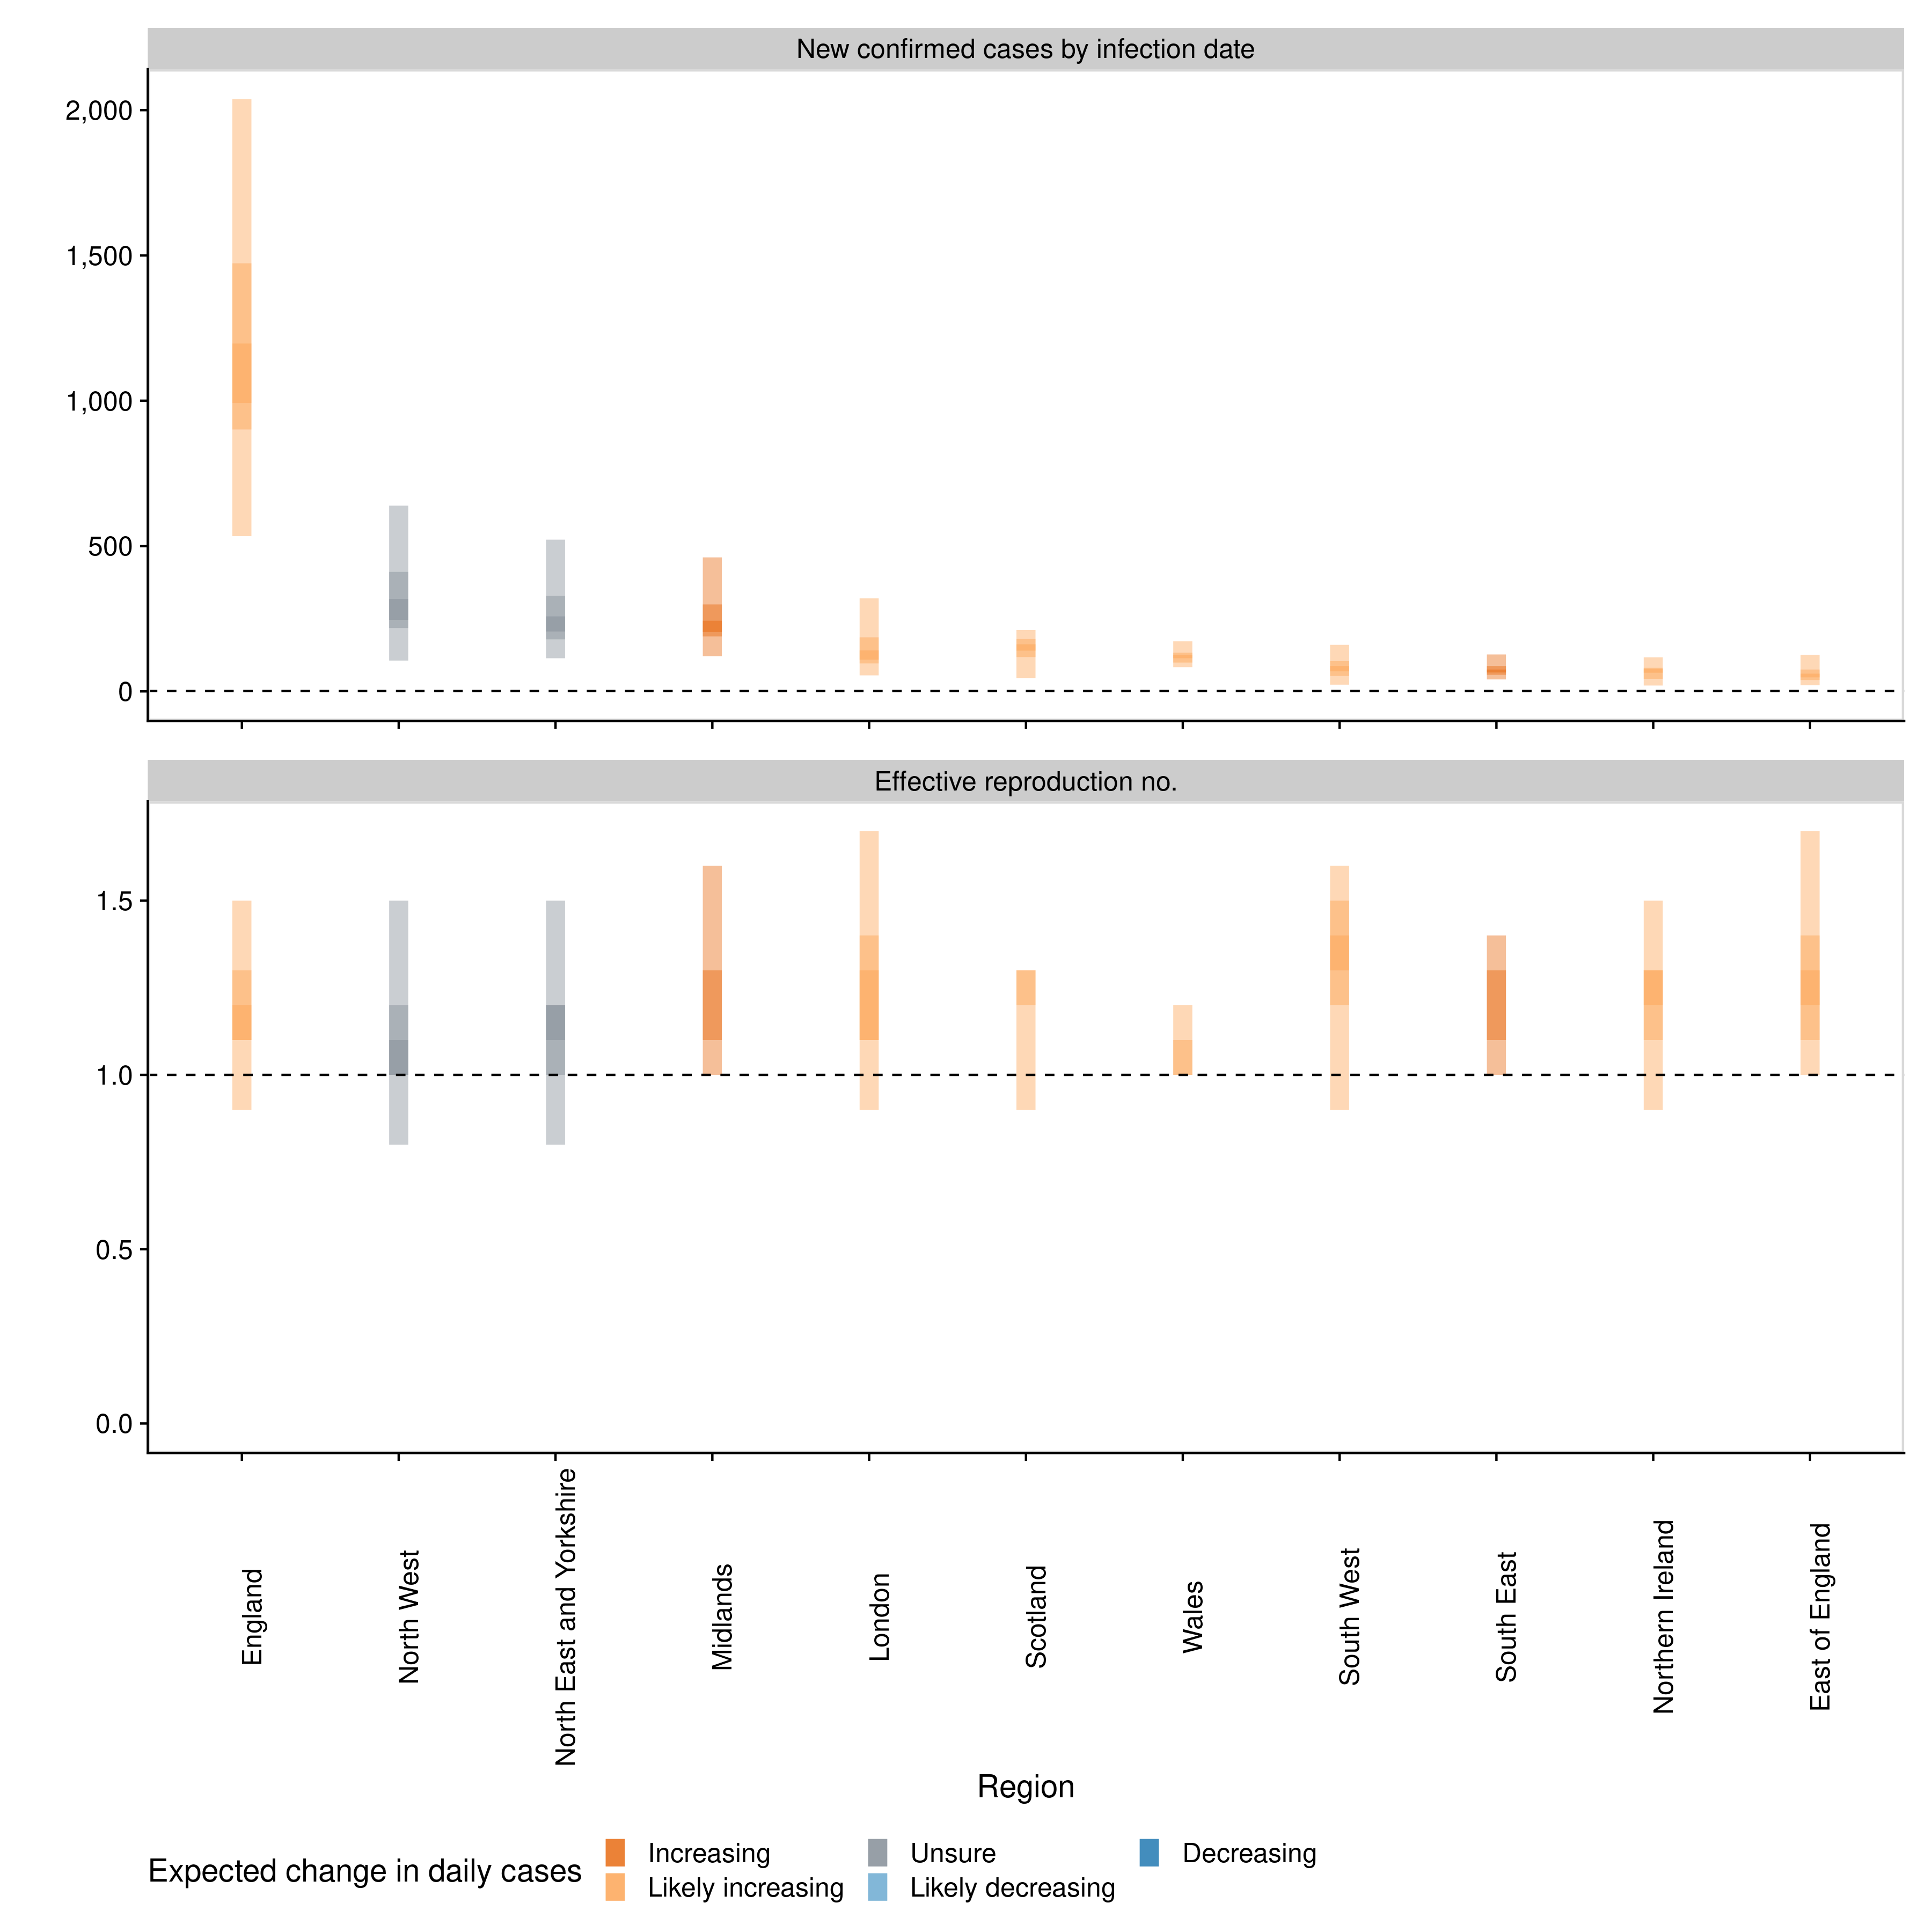 New confirmed cases by infection date
2,000
1,500
1,000
500
0
Effective reproduction no.
1.5
1.0
0.5
0.0
England
North West
North East and Yorkshire
Midlands
London
Scotland
Wales
South West
South East
Northern Ireland
East of England
Region
Expected change in daily cases
Increasing
Likely increasing
Unsure
Likely decreasing
Decreasing